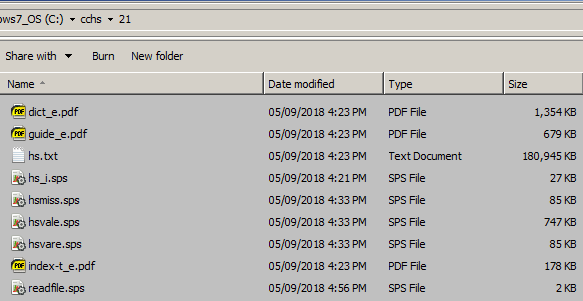 ows7_OS (C:) ▾ cchs ▾ 21
Share with ▾ Burn New folder
Name Date modified Type Size
dict_e.pdf 05/09/2018 4:23 PM PDF File 1,354 KB
guide_e.pdf 05/09/2018 4:23 PM PDF File 679 KB
hs.txt 05/09/2018 4:23 PM Text Document 180,945 KB
hs_i.sps 05/09/2018 4:21 PM SPS File 27 KB
hsmiss.sps 05/09/2018 4:33 PM SPS File 85 KB
hsvale.sps 05/09/2018 4:33 PM SPS File 747 KB
hsvare.sps 05/09/2018 4:33 PM SPS File 85 KB
index-t_e.pdf 05/09/2018 4:23 PM PDF File 178 KB
readfile.sps 05/09/2018 4:56 PM SPS File 2 KB